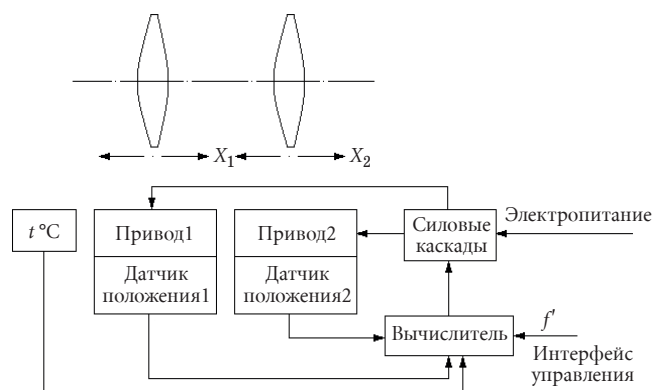 X₁
X₂
t °C
Привод1
Датчик
положения1
Привод2
Датчик
положения2
Силовые
каскады
Электропитание
Вычислитель
f′
Интерфейс
управления